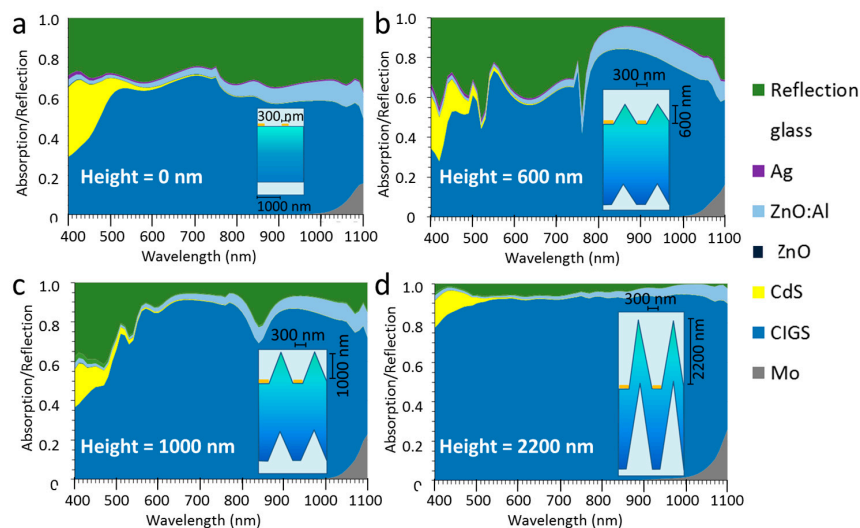 a
1.0
0.8
0.6
0.4
0.2
0
Absorption/Reflection
400 500 600 700 800 900 1000 1100
Wavelength (nm)
Height = 0 nm
300 nm
1000 nm
b
1.0
0.8
0.6
0.4
0.2
0
Absorption/Reflection
400 500 600 700 800 900 1000 1100
Wavelength (nm)
Height = 600 nm
300 nm
600 nm
c
1.0
0.8
0.6
0.4
0.2
0
Absorption/Reflection
400 500 600 700 800 900 1000 1100
Wavelength (nm)
Height = 1000 nm
300 nm
1000 nm
d
1.0
0.8
0.6
0.4
0.2
0
Absorption/Reflection
400 500 600 700 800 900 1000 1100
Wavelength (nm)
Height = 2200 nm
300 nm
2200 nm
Reflection
glass
Ag
ZnO:Al
ZnO
CdS
CIGS
Mo